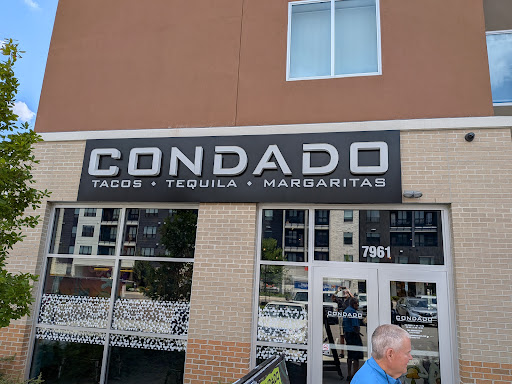 CONDADO
TACOS • TEQUILA • MARGARITAS
7961
CONDADO
CONDADO